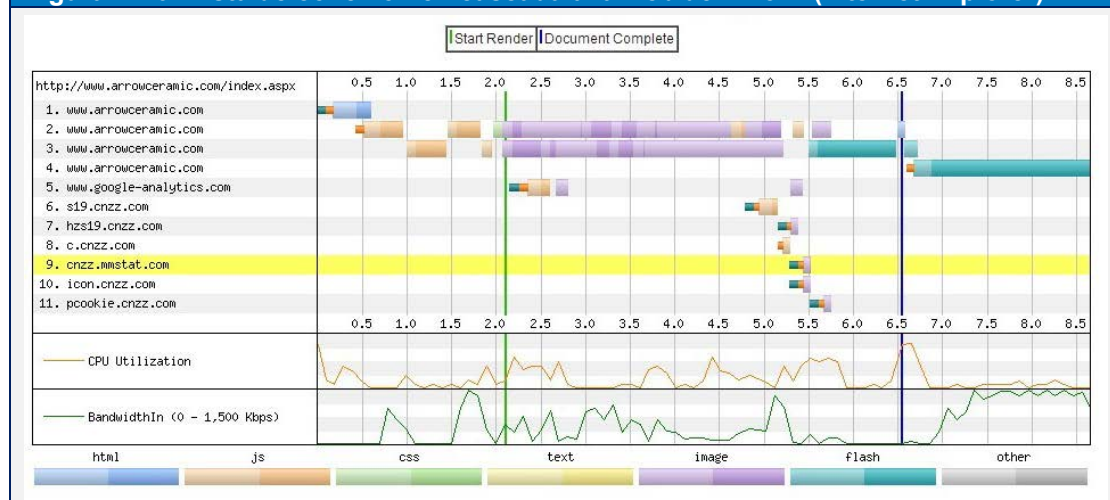 Start Render Document Complete
http://www.arrowceramic.com/index.aspx 0.5 1.0 1.5 2.0 2.5 3.0 3.5 4.0 4.5 5.0 5.5 6.0 6.5 7.0 7.5 8.0 8.5
1. www.arrowceramic.com
2. www.arrowceramic.com
3. www.arrowceramic.com
4. www.arrowceramic.com
5. www.google-analytics.com
6. s19.cnzz.com
7. hzs19.cnzz.com
8. c.cnzz.com
9. cnzz.mmstat.com
10. icon.cnzz.com
11. pcookie.cnzz.com
0.5 1.0 1.5 2.0 2.5 3.0 3.5 4.0 4.5 5.0 5.5 6.0 6.5 7.0 7.5 8.0 8.5
CPU Utilization
BandwidthIn (0 - 1,500 Kbps)
html js css text image flash other